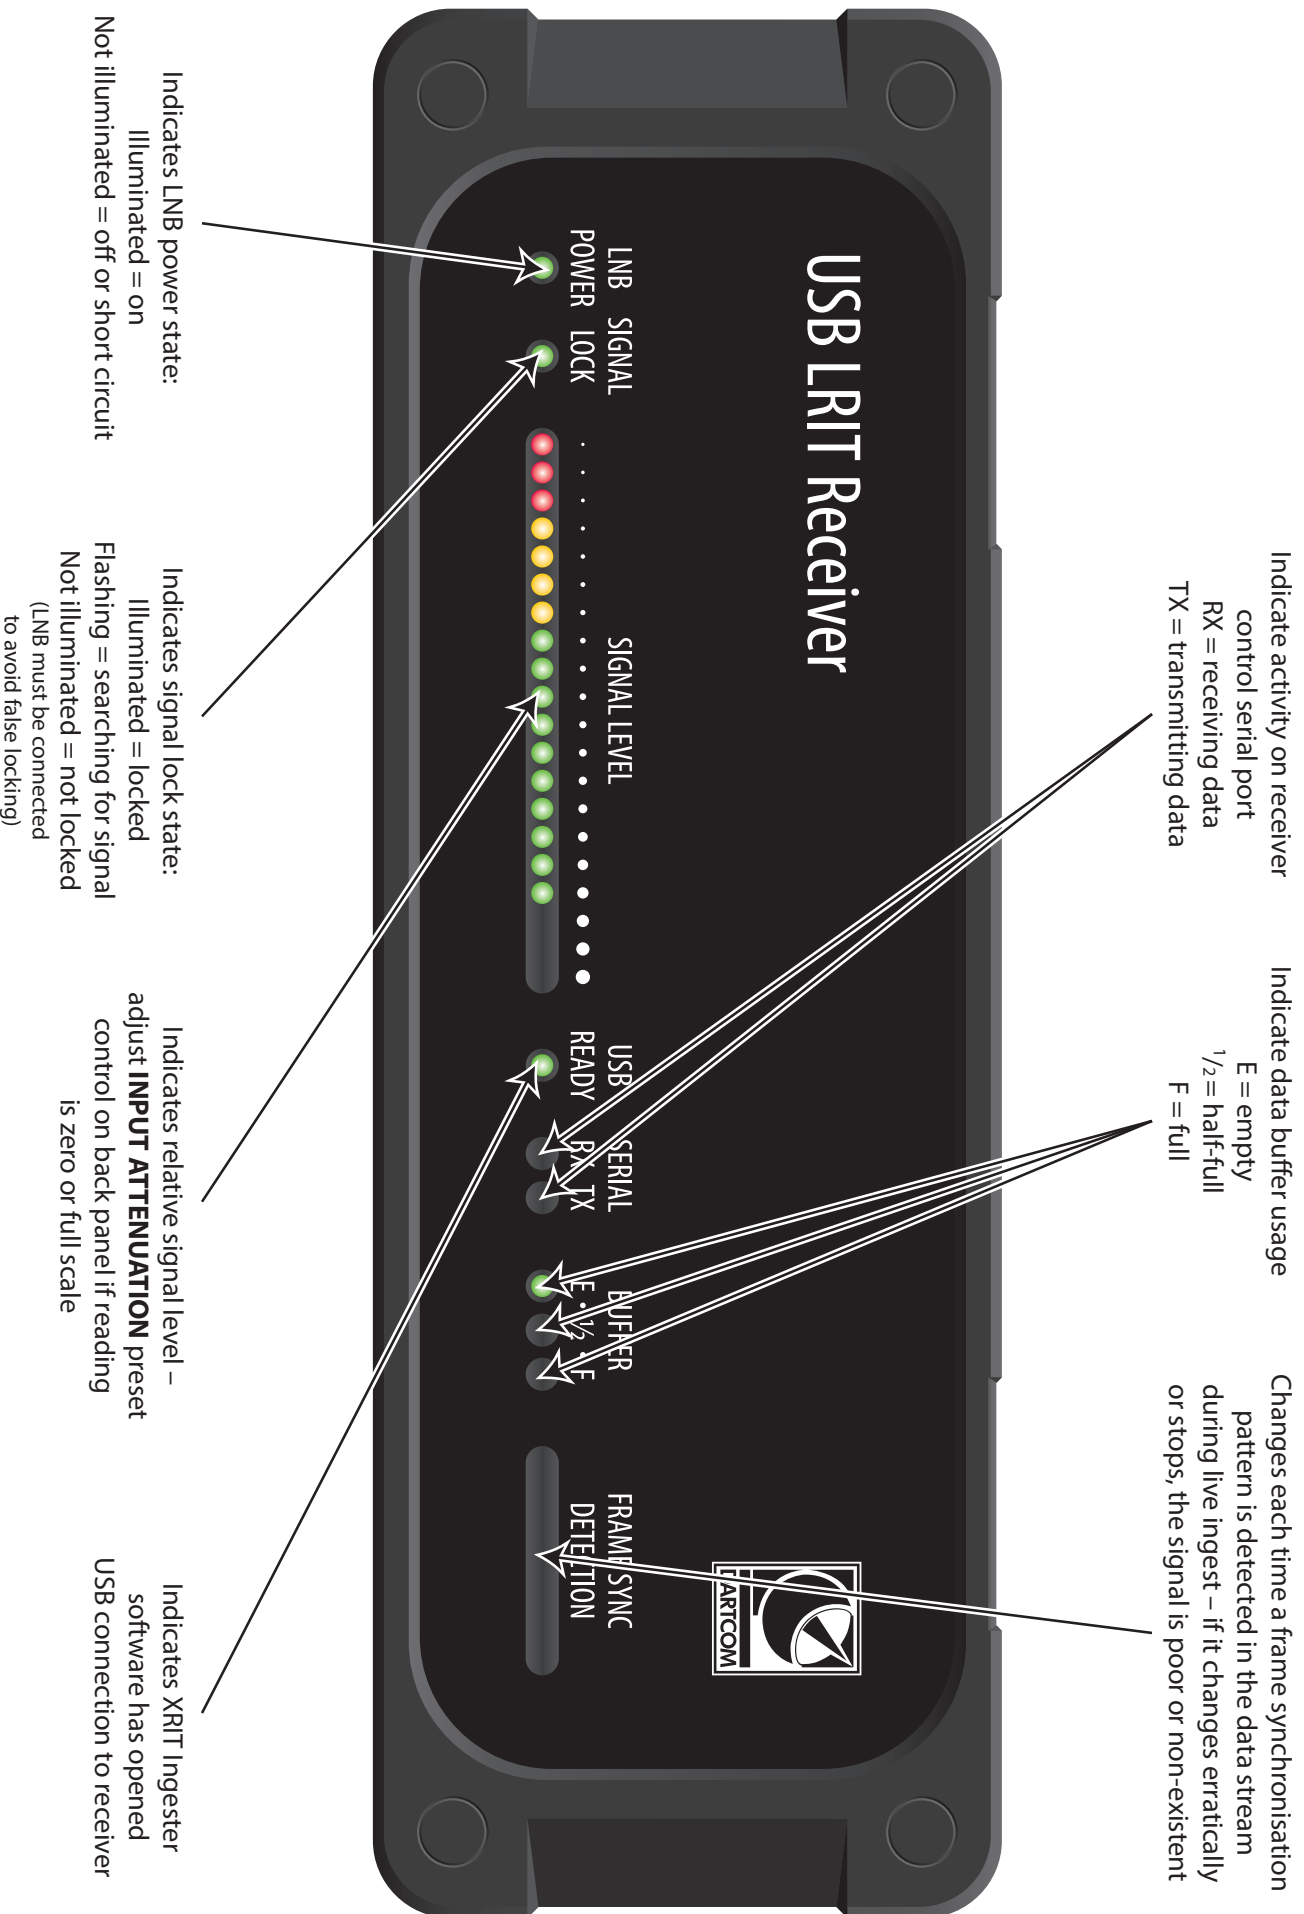 Indicate activity on receiver
control serial port
RX = receiving data
TX = transmitting data
Indicate data buffer usage
E = empty
1/2 = half-full
F = full
Changes each time a frame synchronisation
pattern is detected in the data stream
during live ingest – if it changes erratically
or stops, the signal is poor or non-existent
USB LRIT Receiver
DARTCOM
LNB
POWER
SIGNAL
LOCK
SIGNAL LEVEL
USB
READY
SERIAL
RX TX
BUFFER
E · ½ · F
FRAME SYNC
DETECTION
Indicates LNB power state:
Illuminated = on
Not illuminated = off or short circuit
Indicates signal lock state:
Illuminated = locked
Flashing = searching for signal
Not illuminated = not locked
(LNB must be connected
to avoid false locking)
Indicates relative signal level –
adjust INPUT ATTENUATION preset
control on back panel if reading
is zero or full scale
Indicates XRIT Ingester
software has opened
USB connection to receiver